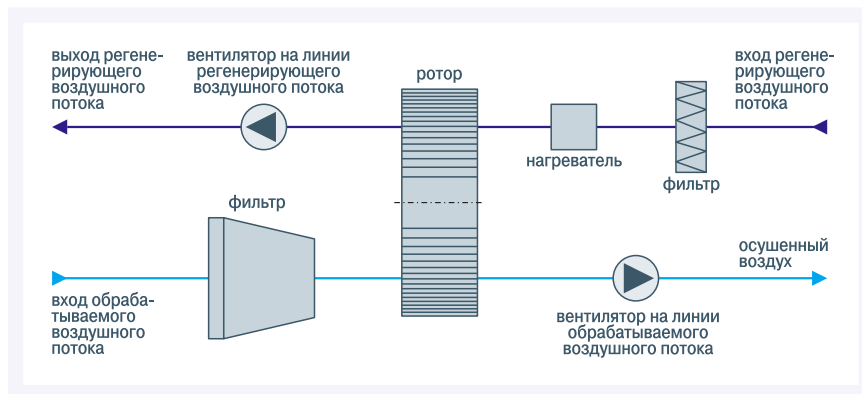 выход регене-
рирующего
воздушного
потока
вентилятор на линии
регенерирующего
воздушного потока
ротор
вход регене-
рирующего
воздушного
потока
нагреватель
фильтр
фильтр
осушенный
воздух
вход обраба-
тываемого
воздушного
потока
вентилятор на линии
обрабатываемого
воздушного потока